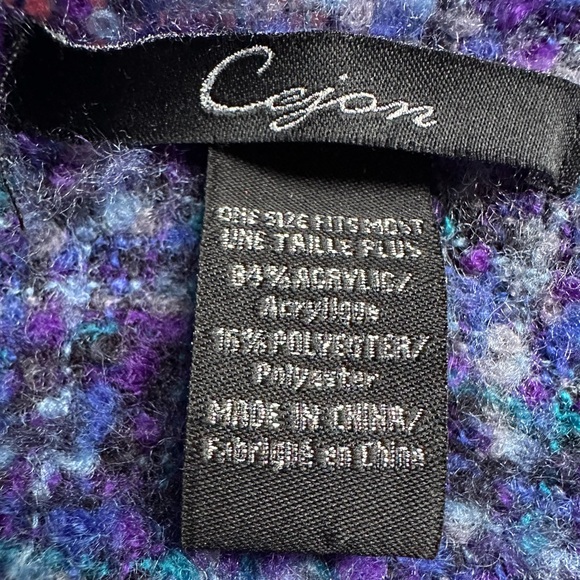 Cejon
ONE SIZE FITS MOST
UNE TAILLE PLUS
84% ACRYLIC/
Acrylique
16% POLYESTER/
Polyester
MADE IN CHINA/
Fabriqué en Chine